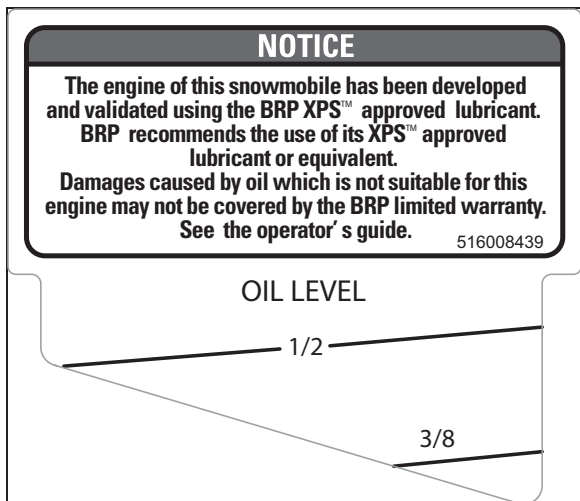 NOTICE
The engine of this snowmobile has been developed
and validated using the BRP XPS™ approved lubricant.
BRP recommends the use of its XPS™ approved
lubricant or equivalent.
Damages caused by oil which is not suitable for this
engine may not be covered by the BRP limited warranty.
See the operator's guide.
516008439
OIL LEVEL
1/2
3/8